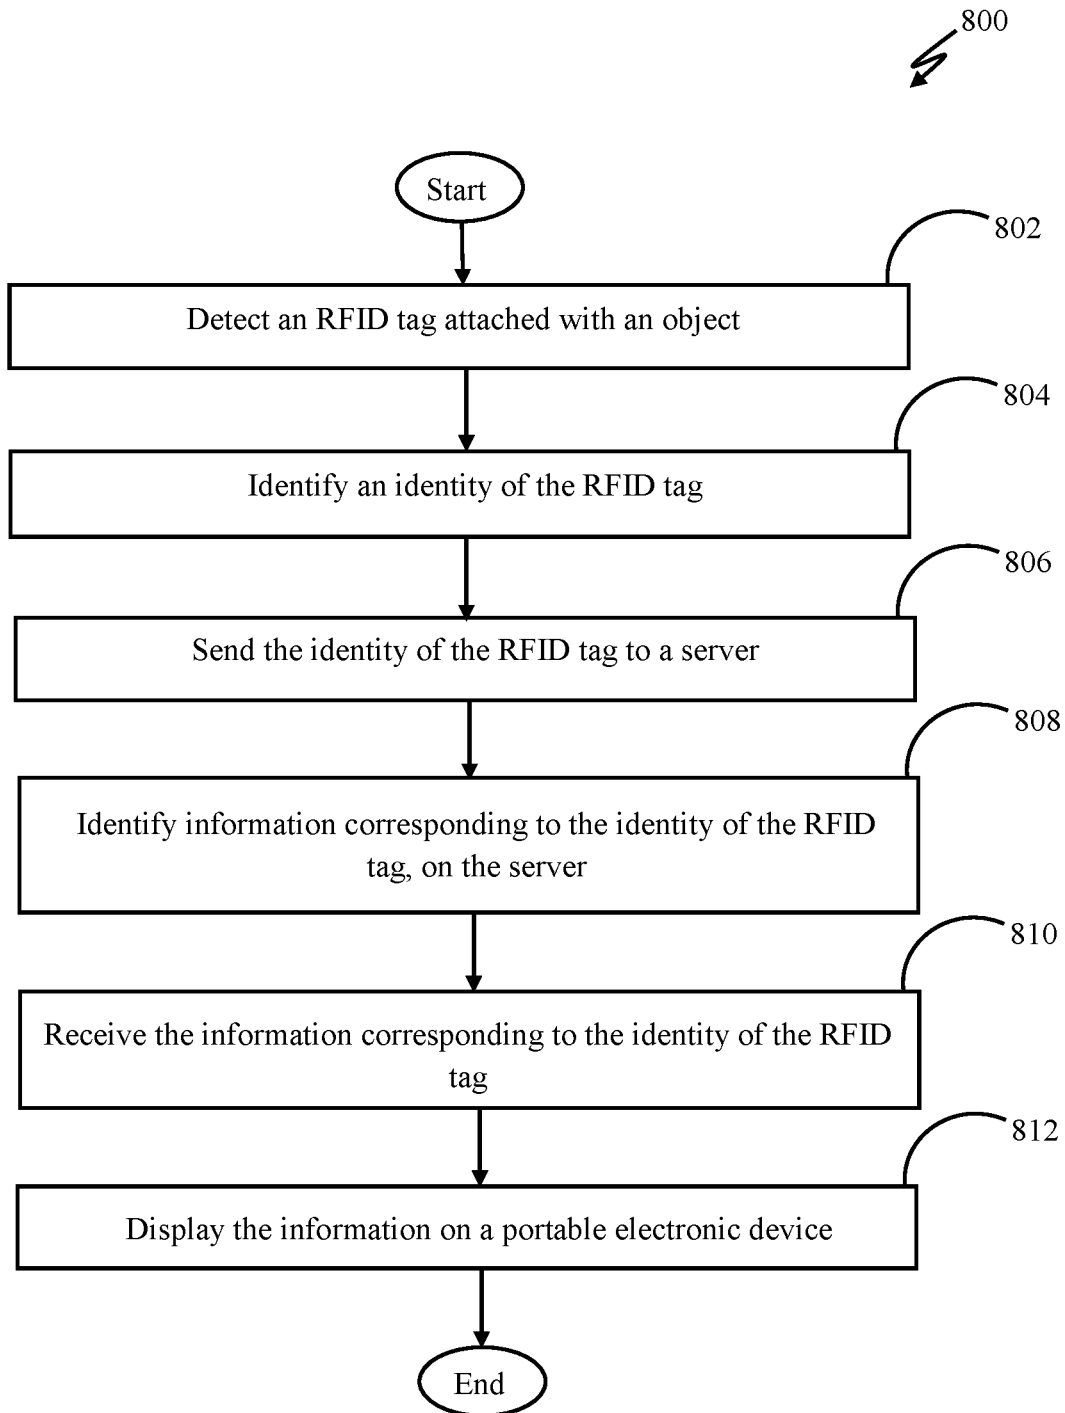 800
Start
802
Detect an RFID tag attached with an object
804
Identify an identity of the RFID tag
806
Send the identity of the RFID tag to a server
808
Identify information corresponding to the identity of the RFID
tag, on the server
810
Receive the information corresponding to the identity of the RFID
tag
812
Display the information on a portable electronic device
End